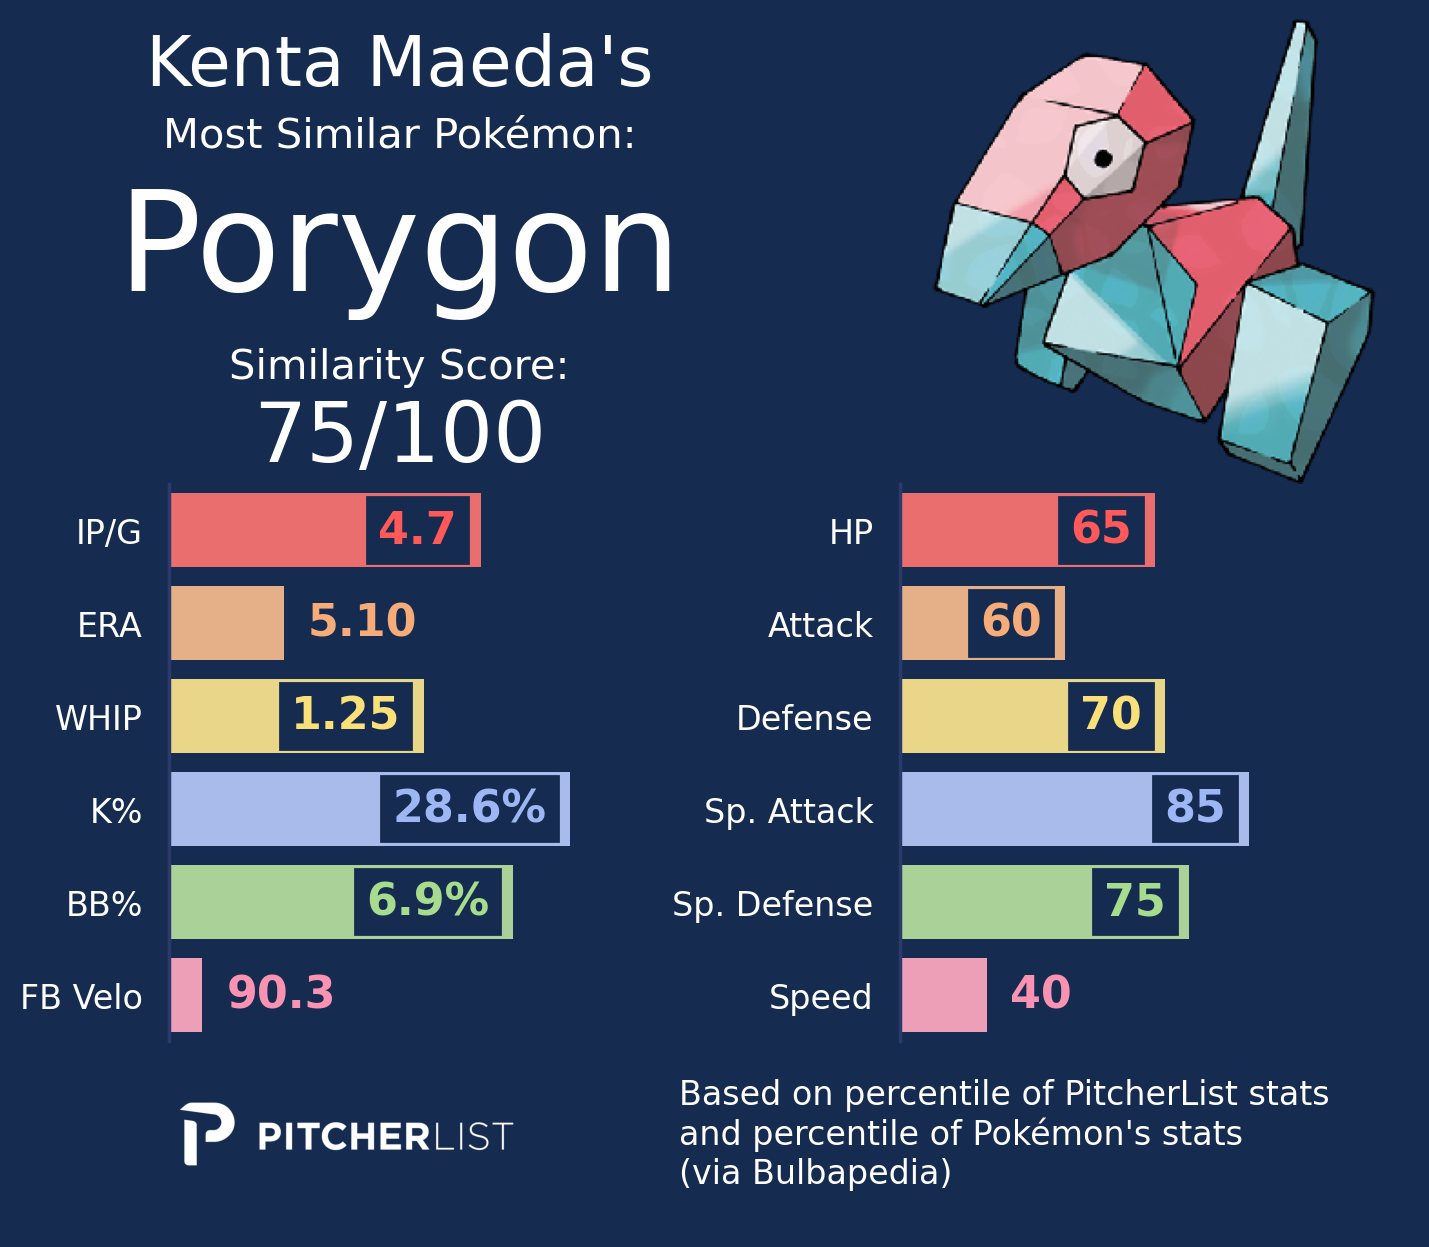 Kenta Maeda's
Most Similar Pokémon:
Porygon
Similarity Score:
75/100
IP/G 4.7
ERA 5.10
WHIP 1.25
K% 28.6%
BB% 6.9%
FB Velo 90.3
HP 65
Attack 60
Defense 70
Sp. Attack 85
Sp. Defense 75
Speed 40
PITCHERLIST
Based on percentile of PitcherList stats
and percentile of Pokémon's stats
(via Bulbapedia)